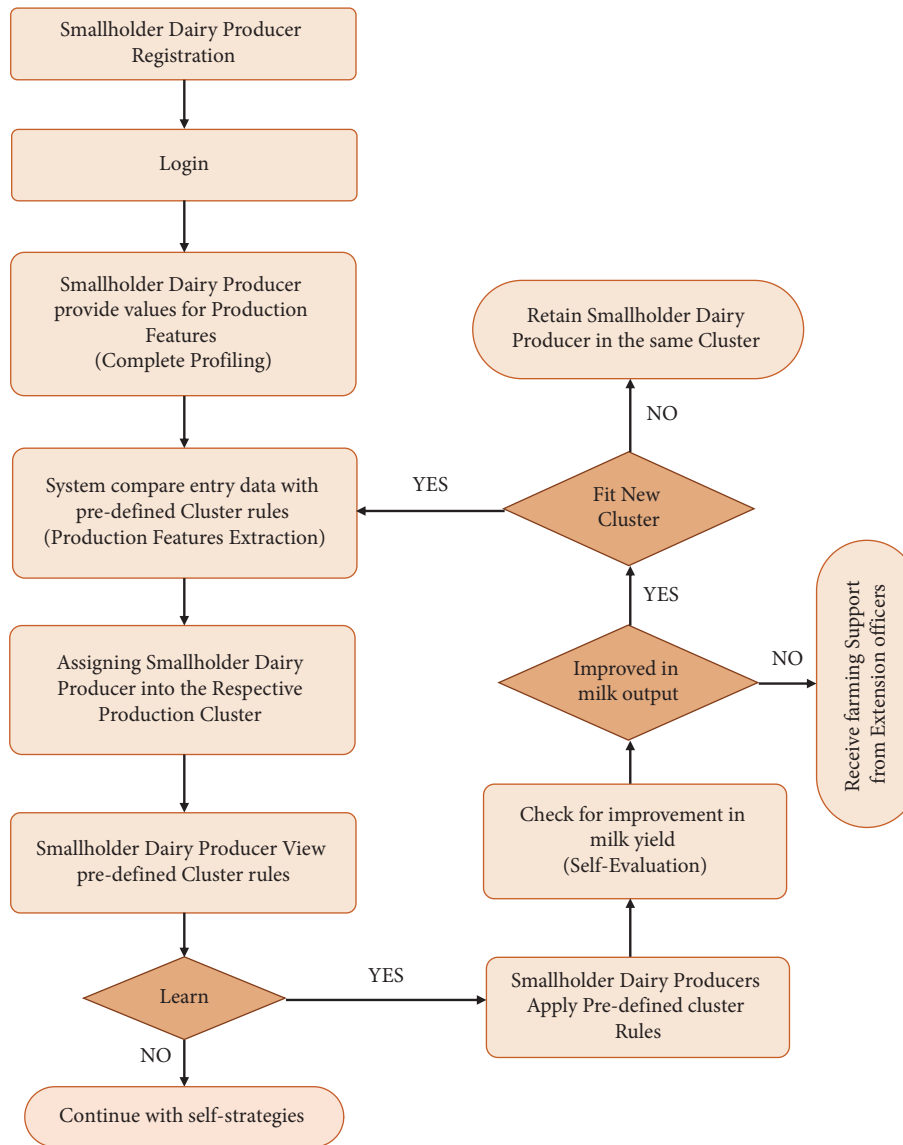 Smallholder Dairy Producer
Registration
Login
Smallholder Dairy Producer
provide values for Production
Features
(Complete Profiling)
System compare entry data with
pre-defined Cluster rules
(Production Features Extraction)
Assigning Smallholder Dairy
Producer into the Respective
Production Cluster
Smallholder Dairy Producer View
pre-defined Cluster rules
Learn
NO
Continue with self-strategies
YES
Smallholder Dairy Producers
Apply Pre-defined cluster
Rules
Check for improvement in
milk yield
(Self-Evaluation)
Improved in
milk output
NO
Receive farming Support
from Extension officers
YES
Fit New
Cluster
YES
NO
Retain Smallholder Dairy
Producer in the same Cluster